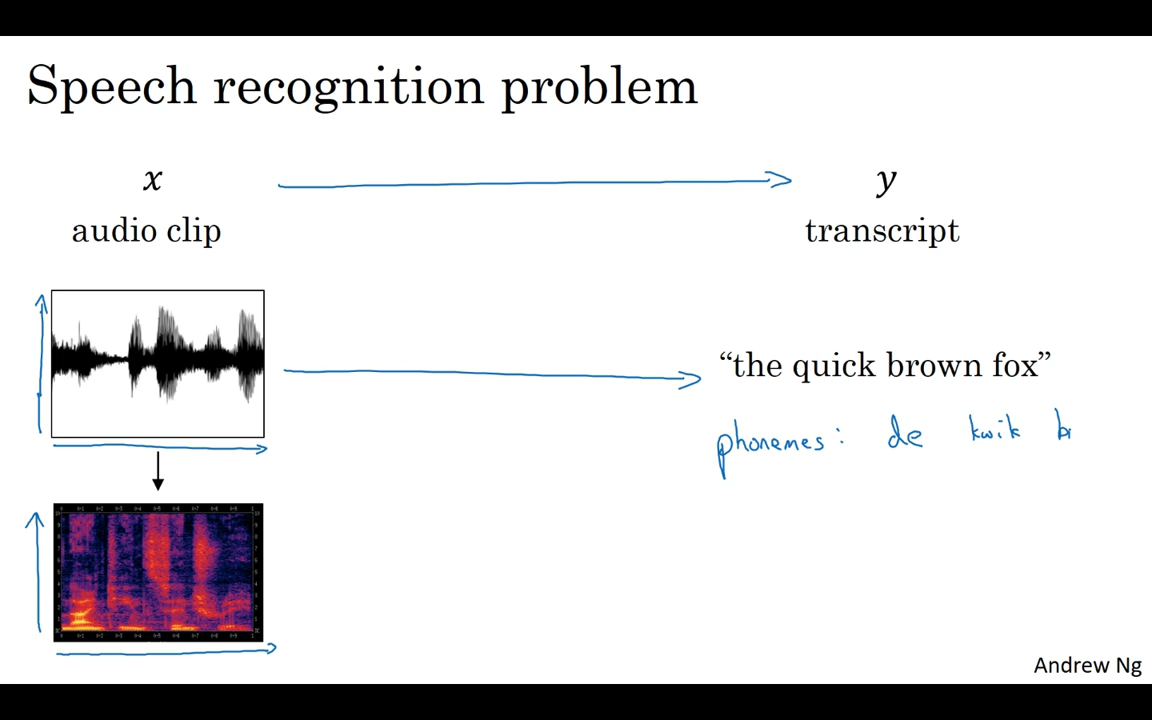 Speech recognition problem
x
y
audio clip
transcript
“the quick brown fox”
phonemes: de kwik
Andrew Ng